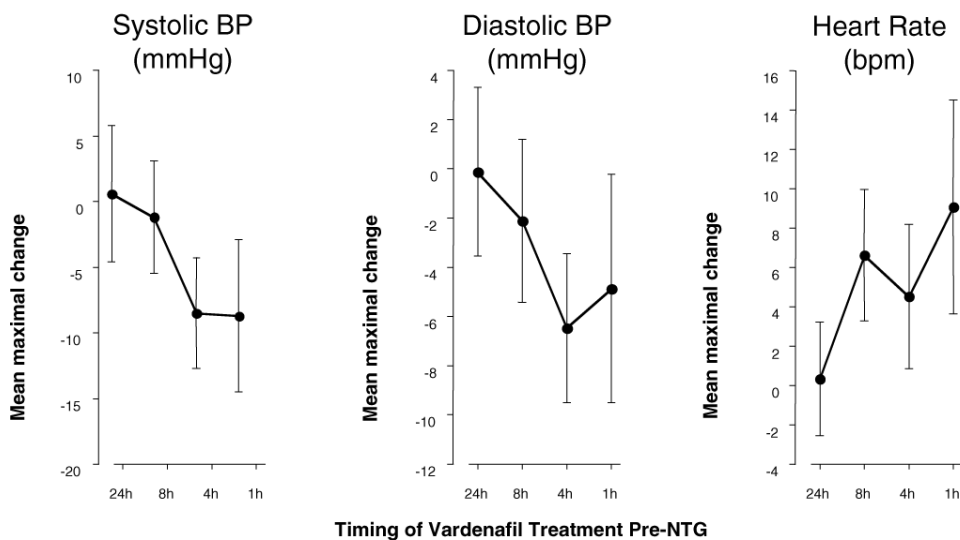 Systolic BP
(mmHg)
Diastolic BP
(mmHg)
Heart Rate
(bpm)
Mean maximal change
10
5
0
-5
-10
-15
-20
24h 8h 4h 1h
Mean maximal change
4
2
0
-2
-4
-6
-8
-10
-12
24h 8h 4h 1h
Mean maximal change
16
14
12
10
8
6
4
2
0
-2
-4
24h 8h 4h 1h
Timing of Vardenafil Treatment Pre-NTG